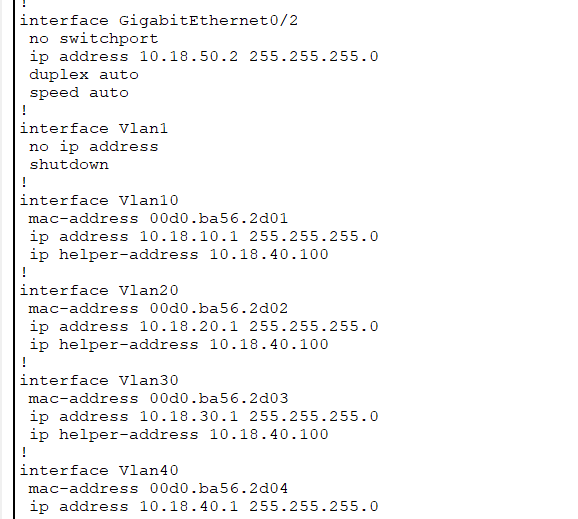 !
interface GigabitEthernet0/2
no switchport
ip address 10.18.50.2 255.255.255.0
duplex auto
speed auto
!
interface Vlan1
no ip address
shutdown
!
interface Vlan10
mac-address 00d0.ba56.2d01
ip address 10.18.10.1 255.255.255.0
ip helper-address 10.18.40.100
!
interface Vlan20
mac-address 00d0.ba56.2d02
ip address 10.18.20.1 255.255.255.0
ip helper-address 10.18.40.100
!
interface Vlan30
mac-address 00d0.ba56.2d03
ip address 10.18.30.1 255.255.255.0
ip helper-address 10.18.40.100
!
interface Vlan40
mac-address 00d0.ba56.2d04
ip address 10.18.40.1 255.255.255.0